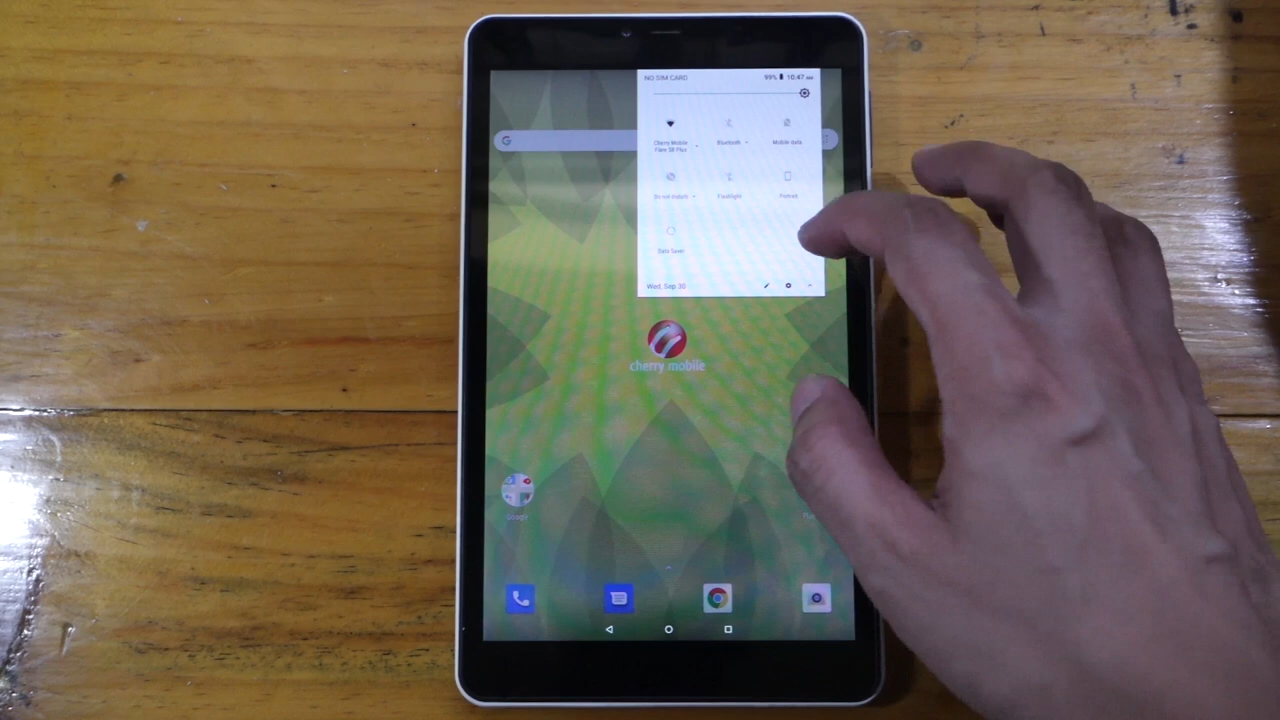 NO SIM CARD
99% 10:47 AM
Cherry Mobile
Flare S8 Plus
Bluetooth
Mobile data
Do not disturb
Flashlight
Portrait
Data Saver
Wed, Sep 30
G
cherry mobile
Google